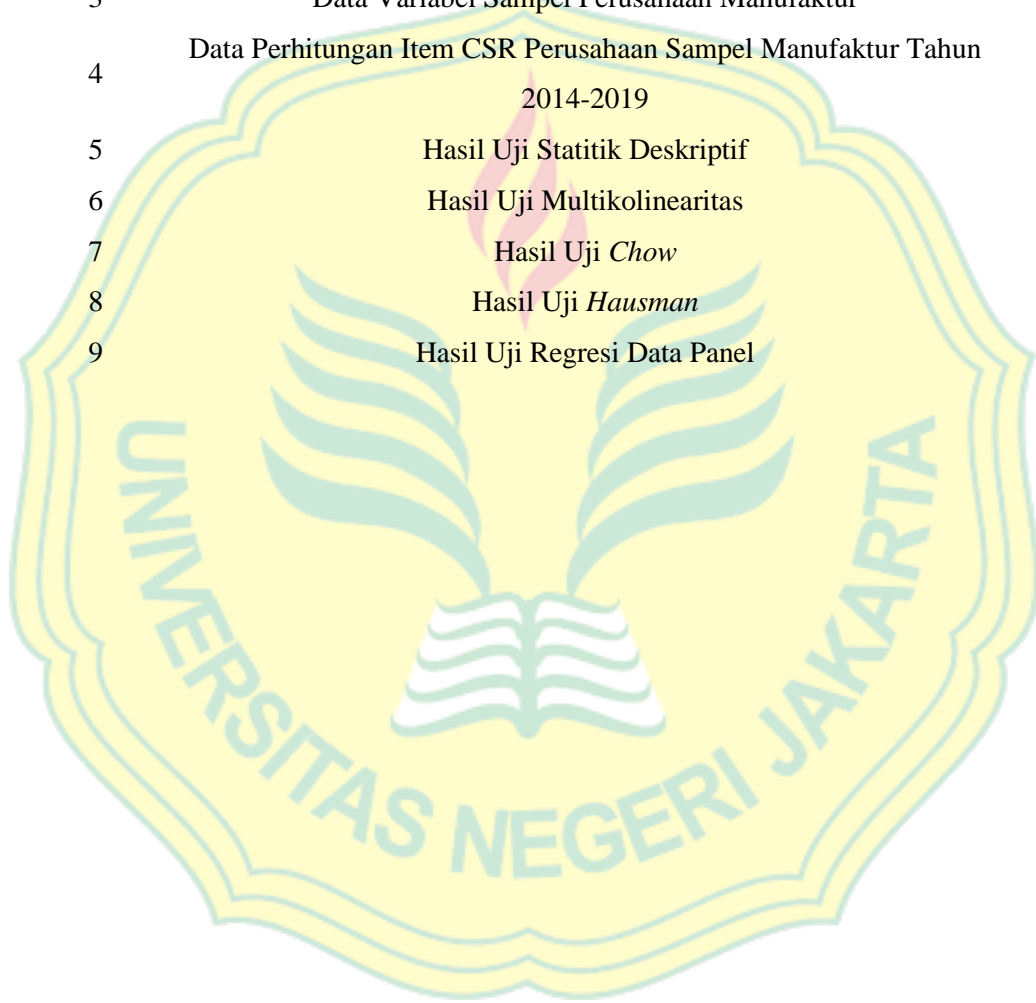 3 Data Variabel Sampel Perusahaan Manufaktur
Data Perhitungan Item CSR Perusahaan Sampel Manufaktur Tahun
4
2014-2019
5 Hasil Uji Statitik Deskriptif
6 Hasil Uji Multikolinearitas
7 Hasil Uji Chow
8 Hasil Uji Hausman
9 Hasil Uji Regresi Data Panel
UNIVERSITAS NEGERI JAKARTA